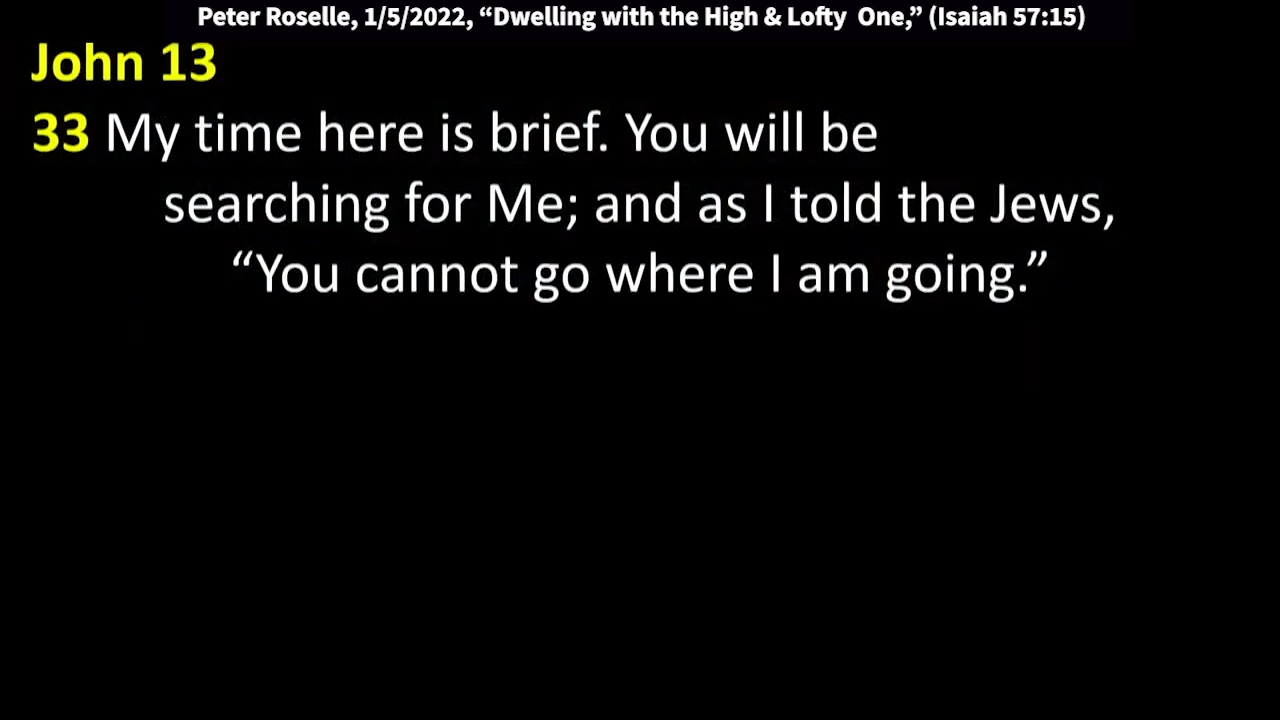 Peter Roselle, 1/5/2022, “Dwelling with the High & Lofty  One,” (Isaiah 57:15)
John 13
33 My time here is brief. You will be
searching for Me; and as I told the Jews,
“You cannot go where I am going.”